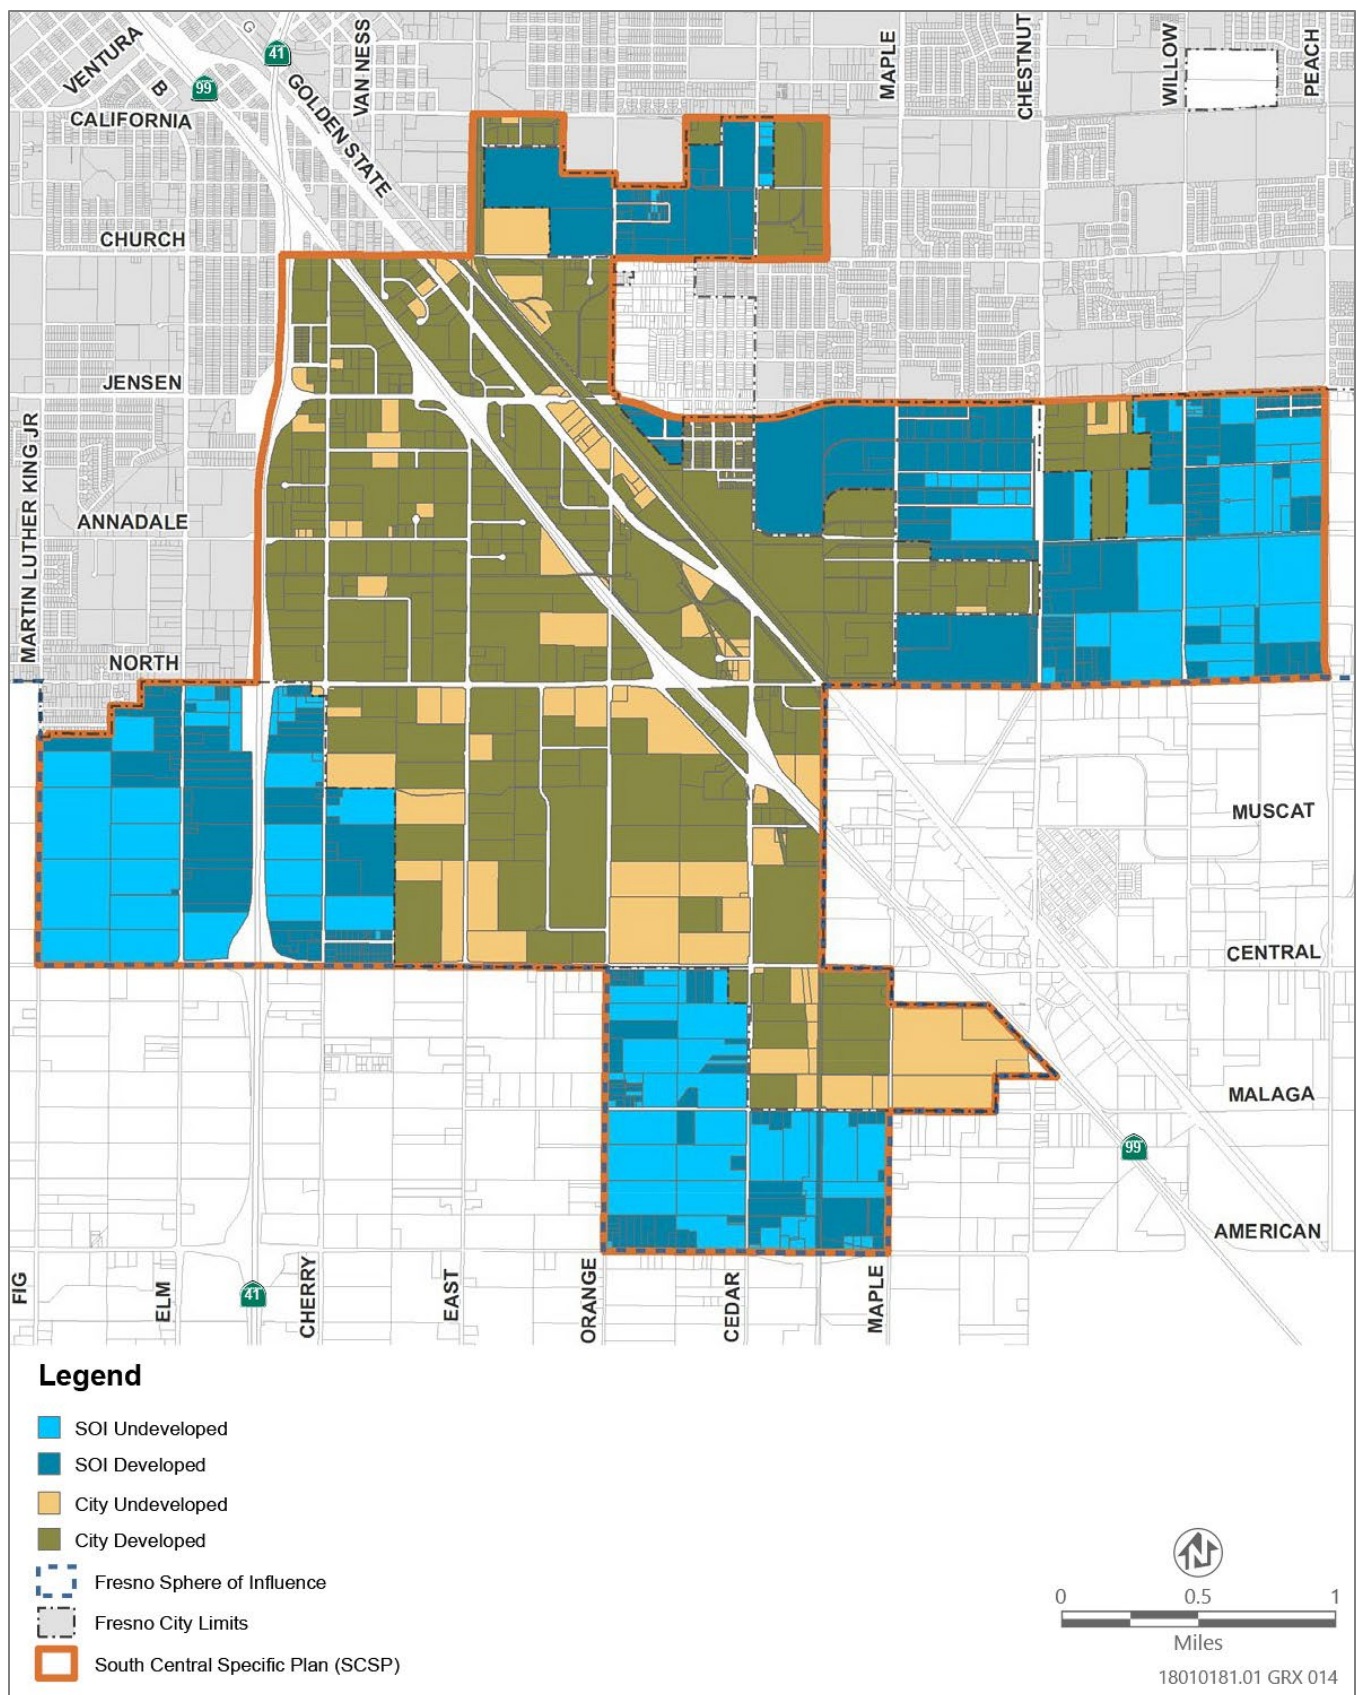 VENTURA
B
G
41
99
GOLDEN STATE
VAN NESS
MAPLE
CHESTNUT
WILLOW
PEACH
CALIFORNIA
CHURCH
JENSEN
MARTIN LUTHER KING JR
ANNADALE
NORTH
MUSCAT
CENTRAL
MALAGA
99
AMERICAN
FIG
ELM
41
CHERRY
EAST
ORANGE
CEDAR
MAPLE
Legend
SOI Undeveloped
SOI Developed
City Undeveloped
City Developed
Fresno Sphere of Influence
Fresno City Limits
South Central Specific Plan (SCSP)
N
0 0.5 1
Miles
18010181.01 GRX 014